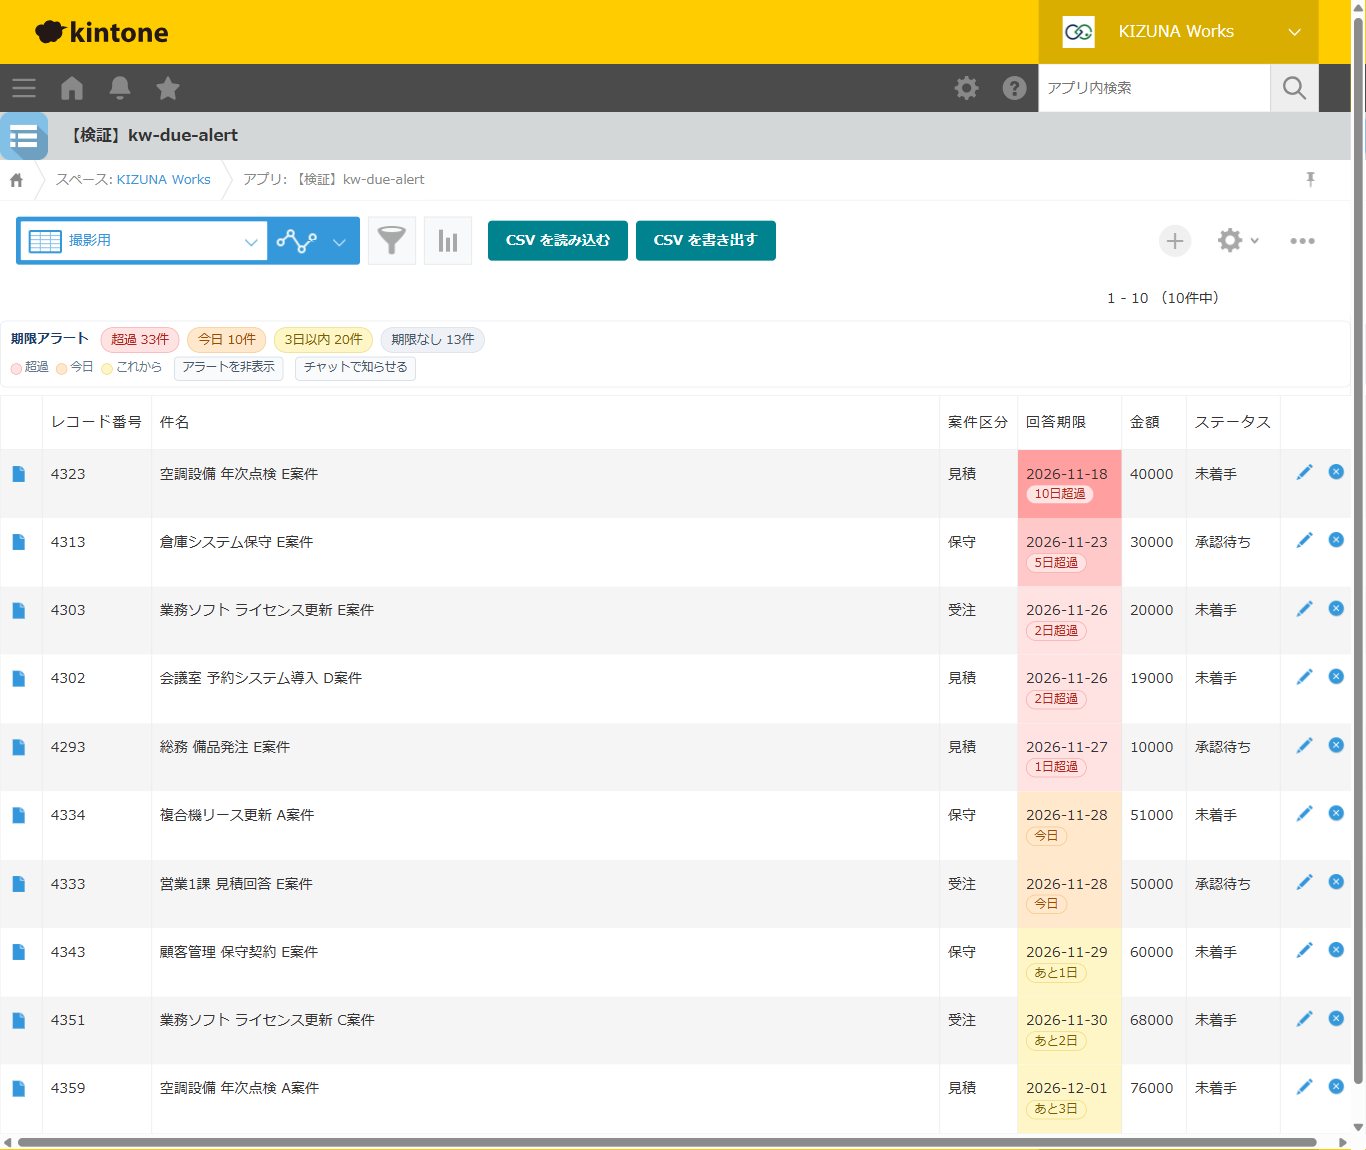 kintone
KIZUNA Works
アプリ内検索
【検証】kw-due-alert
スペース: KIZUNA Works
アプリ: 【検証】kw-due-alert
撮影用
CSV を読み込む
CSV を書き出す
1 - 10 （10件中）
期限アラート 超過 33件 今日 10件 3日以内 20件 期限なし 13件
超過 今日 これから アラートを非表示 チャットで知らせる
レコード番号 件名 案件区分 回答期限 金額 ステータス
4323 空調設備 年次点検 E案件 見積 2026-11-18 40000 未着手
10日超過
4313 倉庫システム保守 E案件 保守 2026-11-23 30000 承認待ち
5日超過
4303 業務ソフト ライセンス更新 E案件 受注 2026-11-26 20000 未着手
2日超過
4302 会議室 予約システム導入 D案件 見積 2026-11-26 19000 未着手
2日超過
4293 総務 備品発注 E案件 見積 2026-11-27 10000 承認待ち
1日超過
4334 複合機リース更新 A案件 保守 2026-11-28 51000 未着手
今日
4333 営業1課 見積回答 E案件 受注 2026-11-28 50000 承認待ち
今日
4343 顧客管理 保守契約 E案件 保守 2026-11-29 60000 未着手
あと1日
4351 業務ソフト ライセンス更新 C案件 受注 2026-11-30 68000 未着手
あと2日
4359 空調設備 年次点検 A案件 見積 2026-12-01 76000 未着手
あと3日